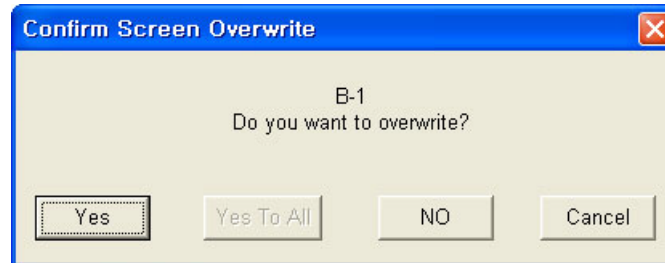 Confirm Screen Overwrite
B-1
Do you want to overwrite?
Yes Yes To All NO Cancel